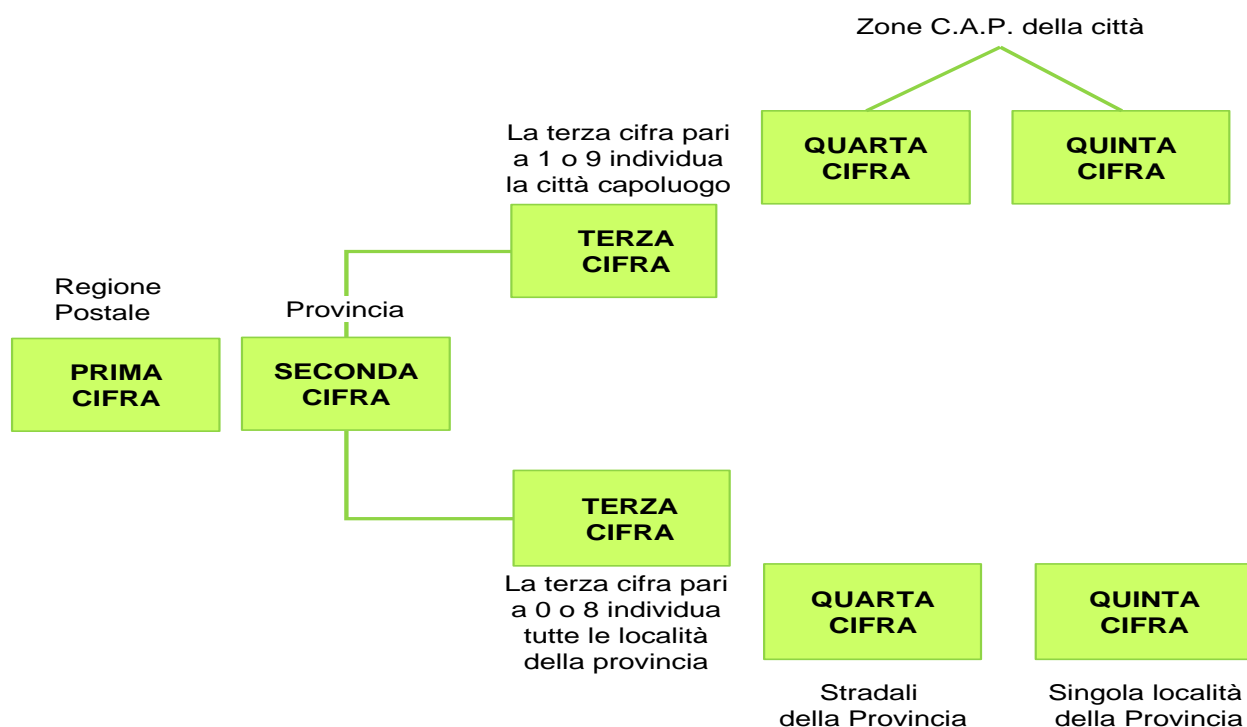 Zone C.A.P. della città
La terza cifra pari
a 1 o 9 individua
la città capoluogo
QUARTA
CIFRA
QUINTA
CIFRA
TERZA
CIFRA
Regione
Postale
Provincia
PRIMA
CIFRA
SECONDA
CIFRA
TERZA
CIFRA
La terza cifra pari
a 0 o 8 individua
tutte le località
della provincia
QUARTA
CIFRA
QUINTA
CIFRA
Stradali
della Provincia
Singola località
della Provincia